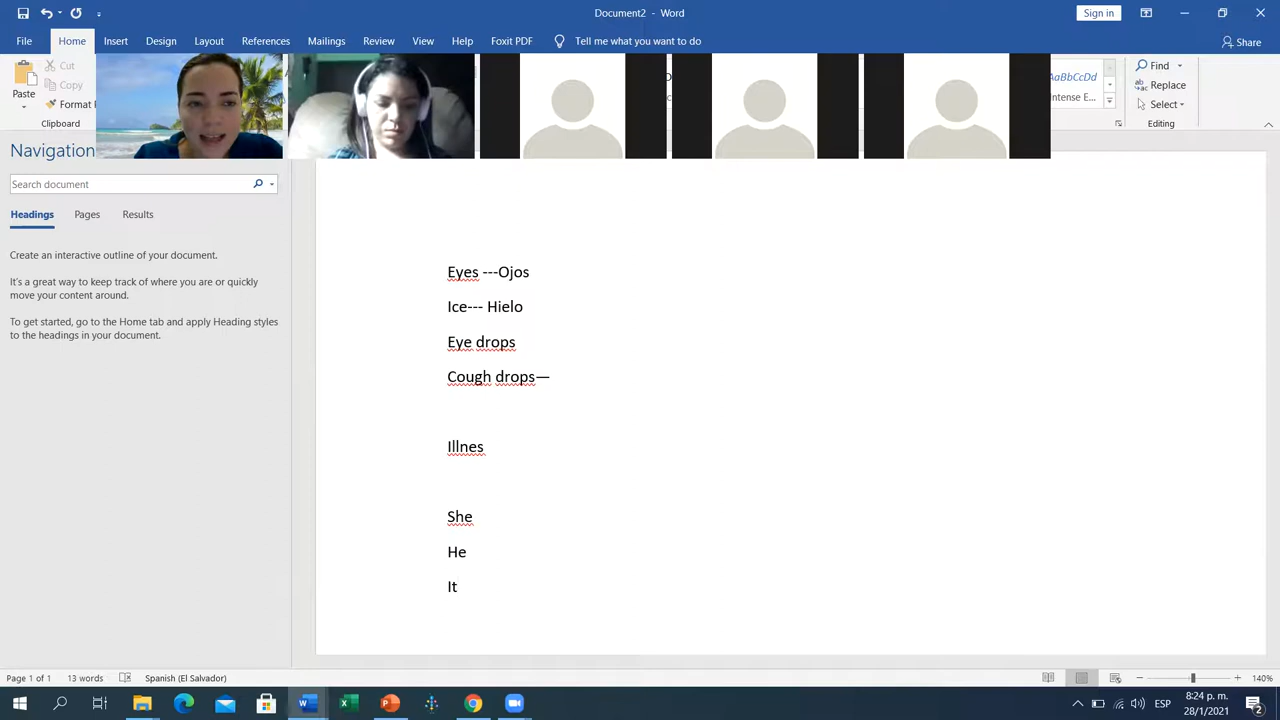 Document2 - Word
Sign in
File Home Insert Design Layout References Mailings Review View Help Foxit PDF Tell me what you want to do Share
Cut
Copy
Format
Paste
Clipboard
AaBbCcDd
Intense E...
Find
Replace
Select
Navigation
Search document
Headings Pages Results
Create an interactive outline of your document.
It's a great way to keep track of where you are or quickly
move your content around.
To get started, go to the Home tab and apply Heading styles
to the headings in your document.
Eyes ---Ojos
Ice--- Hielo
Eye drops
Cough drops—
Illnes
She
He
It
Page 1 of 1 13 words Spanish (El Salvador) 140%
ESP
8:24 p. m.
28/1/2021
2